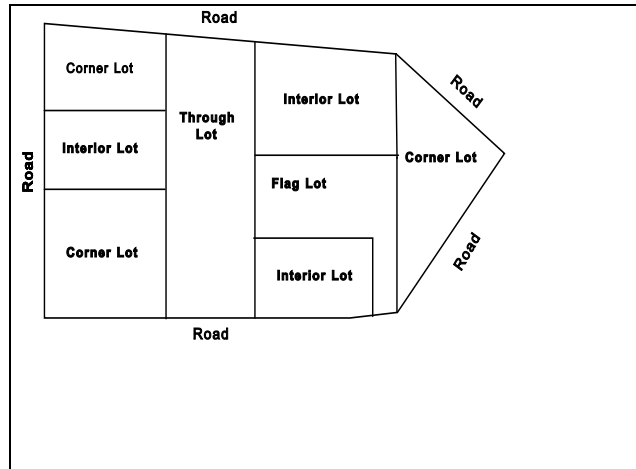 Road
Corner Lot
Interior Lot
Road
Through
Lot
Interior Lot
Corner Lot
Road
Flag Lot
Road
Corner Lot
Interior Lot
Road